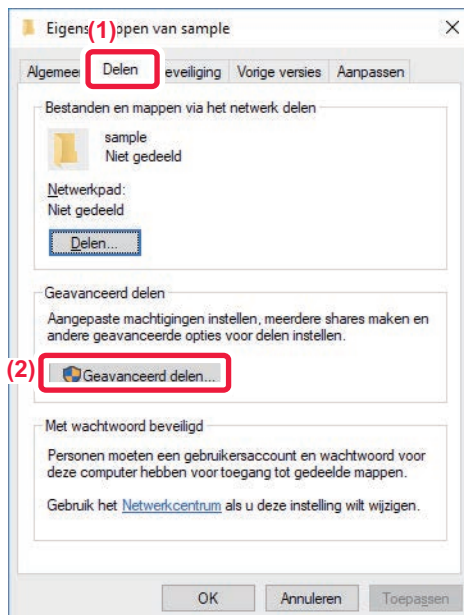 Eigens open van sample
(1)
Algemee Delen eveiliging Vorige versies Aanpassen
Bestanden en mappen via het netwerk delen
sample
Niet gedeeld
Netwerkpad:
Niet gedeeld
Delen...
Geavanceerd delen
Aangepaste machtigingen instellen, meerdere shares maken en
andere geavanceerde opties voor delen instellen.
(2)
Geavanceerd delen...
Met wachtwoord beveiligd
Personen moeten een gebruikersaccount en wachtwoord voor
deze computer hebben voor toegang tot gedeelde mappen.
Gebruik het Netwerkcentrum als u deze instelling wilt wijzigen.
OK Annuleren Toepassen